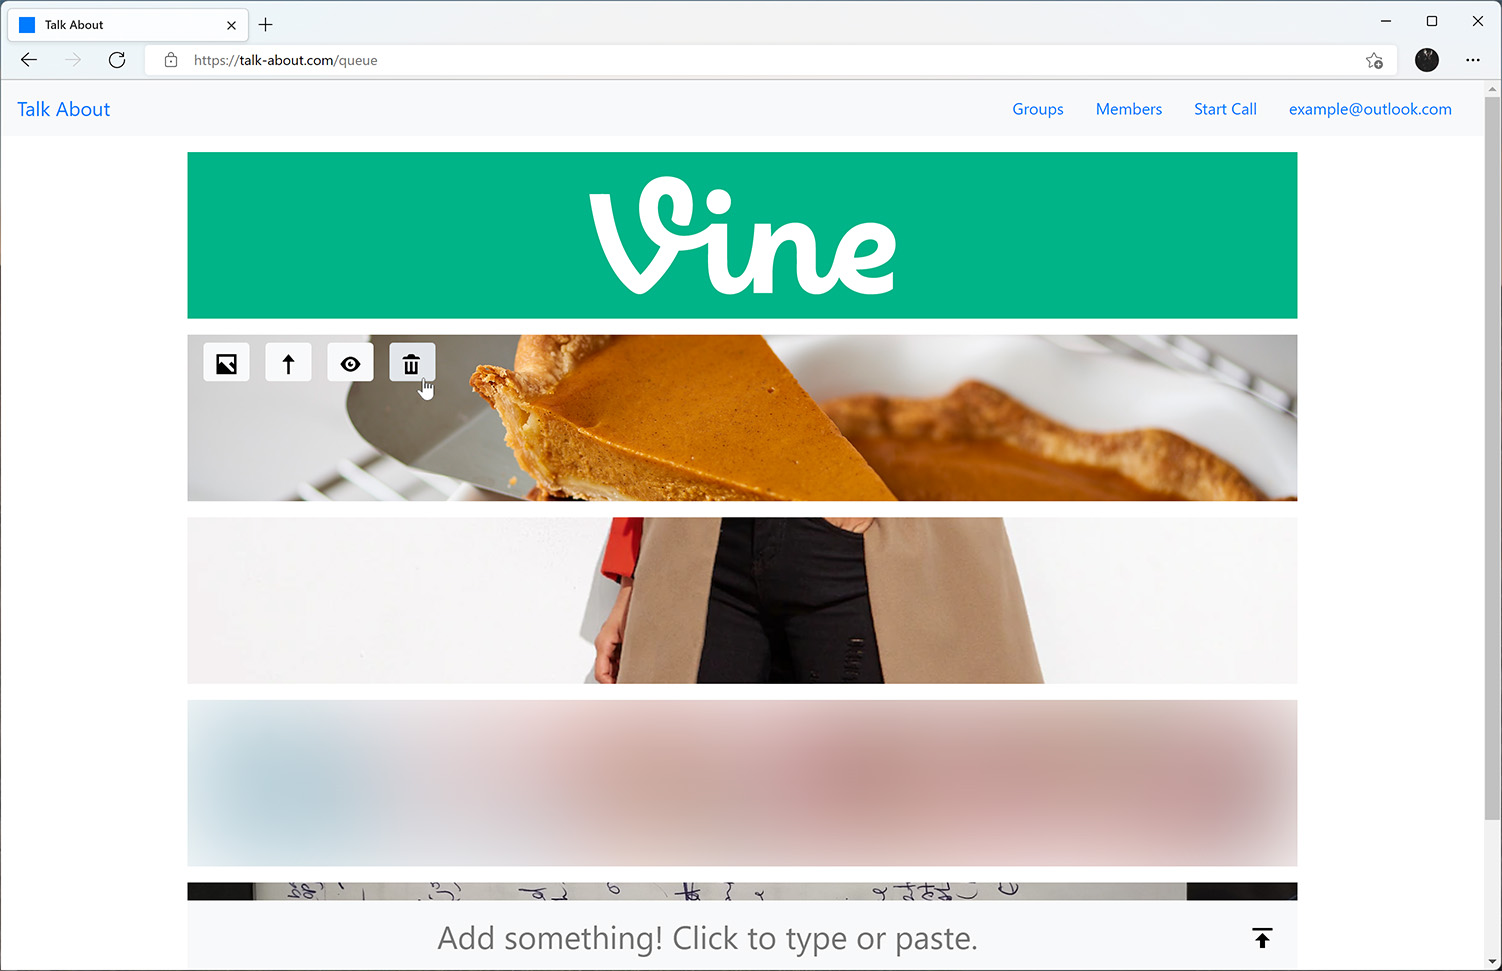 Talk About
https://talk-about.com/queue
Talk About
Groups Members Start Call example@outlook.com
Vine
Add something! Click to type or paste.